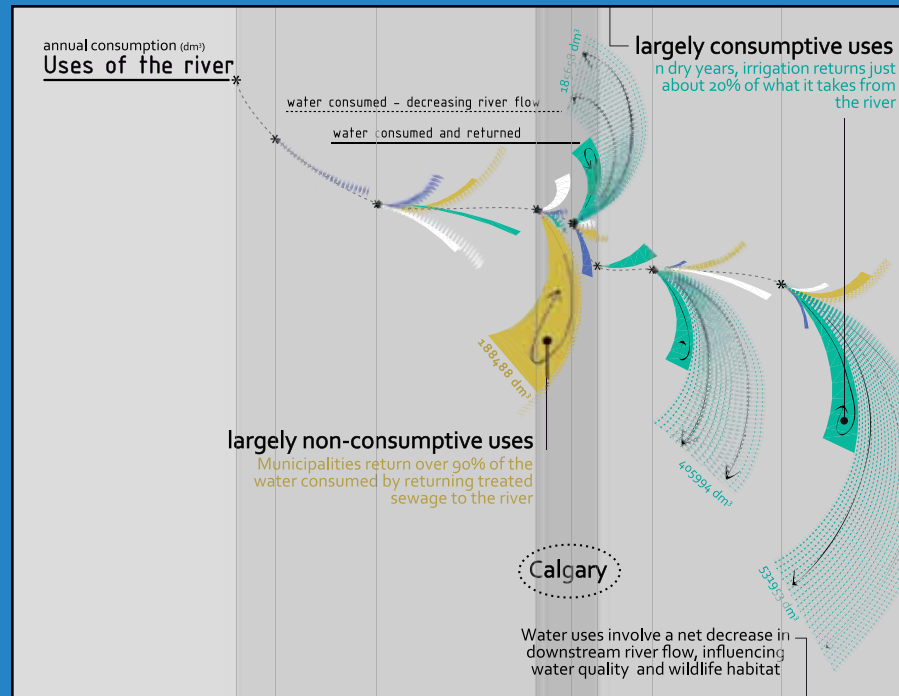 annual consumption (dm³)
Uses of the river
largely consumptive uses
n dry years, irrigation returns just
about 20% of what it takes from
the river
water consumed – decreasing river flow
water consumed and returned
188488 dm³
largely non-consumptive uses
Municipalities return over 90% of the
water consumed by returning treated
sewage to the river
405994 dm³
Calgary
dm³
Water uses involve a net decrease in
downstream river flow, influencing
water quality and wildlife habitat